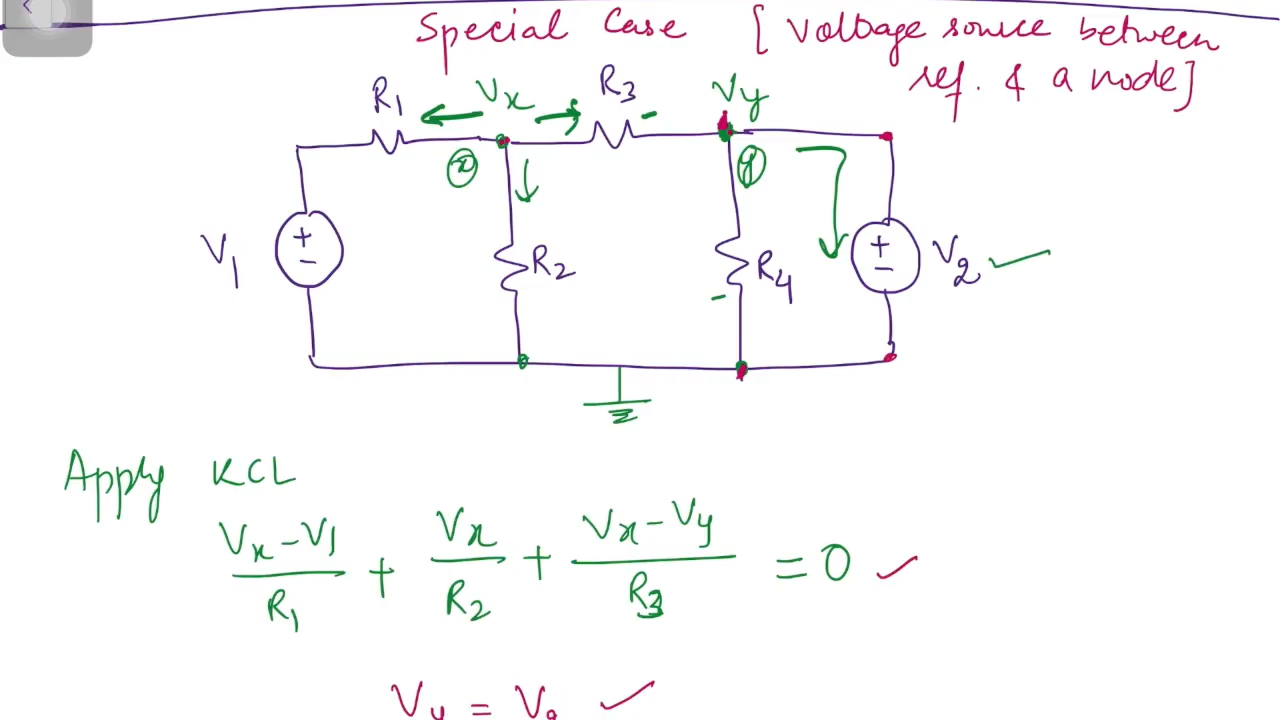 Special Case [Voltage source between
ref. & a node]
R1 Vx R3 Vy
x y
V1 + - R2 R4 + - V2 ✓
Apply KCL
(Vx - V1)/R1 + Vx/R2 + (Vx - Vy)/R3 = 0 ✓
Vy = V2 ✓